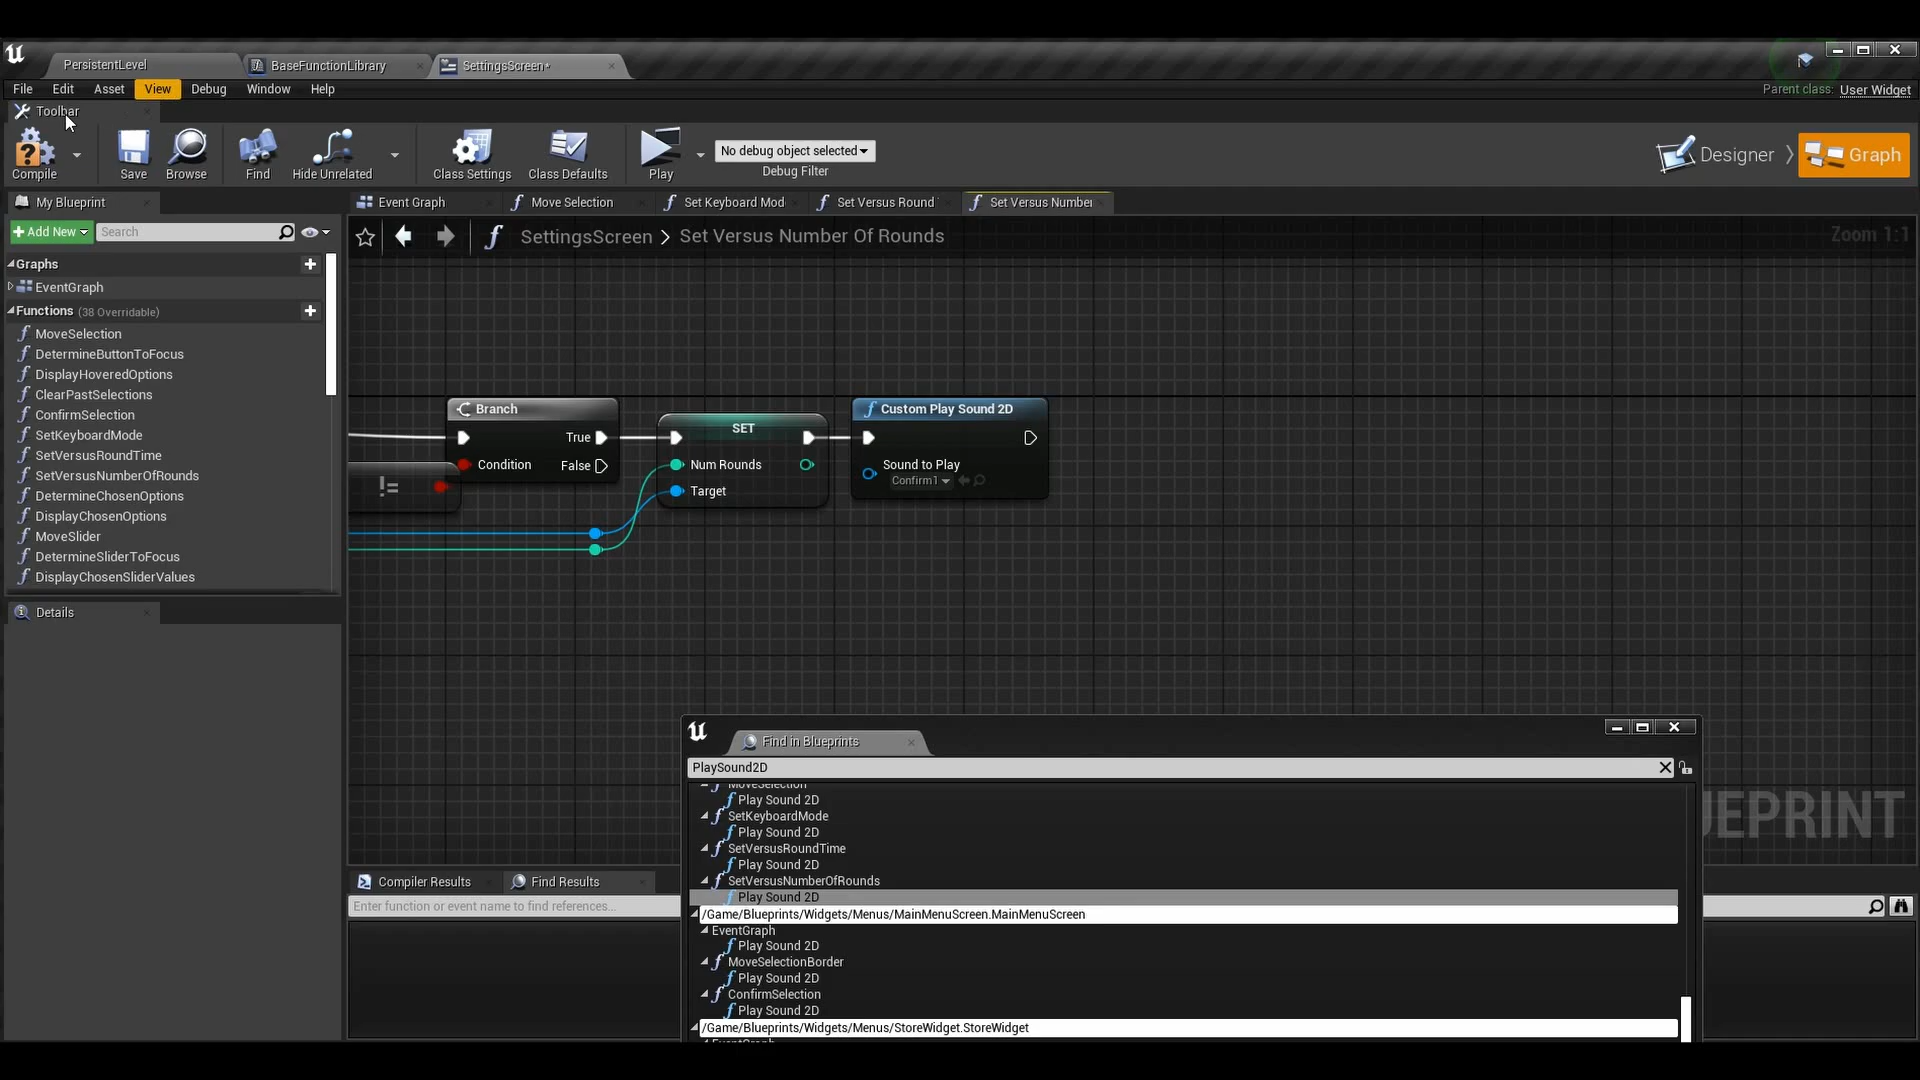 PersistentLevel
BaseFunctionLibrary
SettingsScreen*
File Edit Asset View Debug Window Help
Parent class: User Widget
Toolbar
Compile
Save
Browse
Find
Hide Unrelated
Class Settings
Class Defaults
Play
No debug object selected
Debug Filter
Designer
Graph
My Blueprint
Event Graph
Move Selection
Set Keyboard Mod
Set Versus Round
Set Versus Number
Add New
Search
SettingsScreen > Set Versus Number Of Rounds
Zoom 1:1
Graphs
EventGraph
Functions (38 Overridable)
MoveSelection
DetermineButtonToFocus
DisplayHoveredOptions
ClearPastSelections
ConfirmSelection
SetKeyboardMode
SetVersusRoundTime
SetVersusNumberOfRounds
DetermineChosenOptions
DisplayChosenOptions
MoveSlider
DetermineSliderToFocus
DisplayChosenSliderValues
Details
Branch
True
Condition
False
!=
SET
Num Rounds
Target
Custom Play Sound 2D
Sound to Play
Confirm1
Find in Blueprints
PlaySound2D
MoveSelection
Play Sound 2D
SetKeyboardMode
Play Sound 2D
SetVersusRoundTime
Play Sound 2D
SetVersusNumberOfRounds
Play Sound 2D
/Game/Blueprints/Widgets/Menus/MainMenuScreen.MainMenuScreen
EventGraph
Play Sound 2D
MoveSelectionBorder
Play Sound 2D
ConfirmSelection
Play Sound 2D
/Game/Blueprints/Widgets/Menus/StoreWidget.StoreWidget
EventGraph
UEPRINT
Compiler Results
Find Results
Enter function or event name to find references...